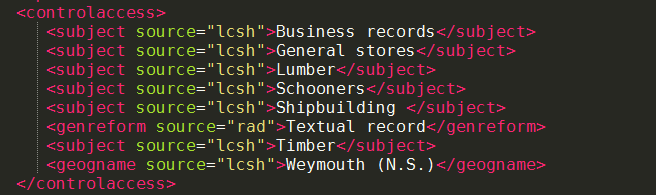 <controlaccess>
<subject source="lcsh">Business records</subject>
<subject source="lcsh">General stores</subject>
<subject source="lcsh">Lumber</subject>
<subject source="lcsh">Schooners</subject>
<subject source="lcsh">Shipbuilding </subject>
<genreform source="rad">Textual record</genreform>
<subject source="lcsh">Timber</subject>
<geogname source="lcsh">Weymouth (N.S.)</geogname>
</controlaccess>